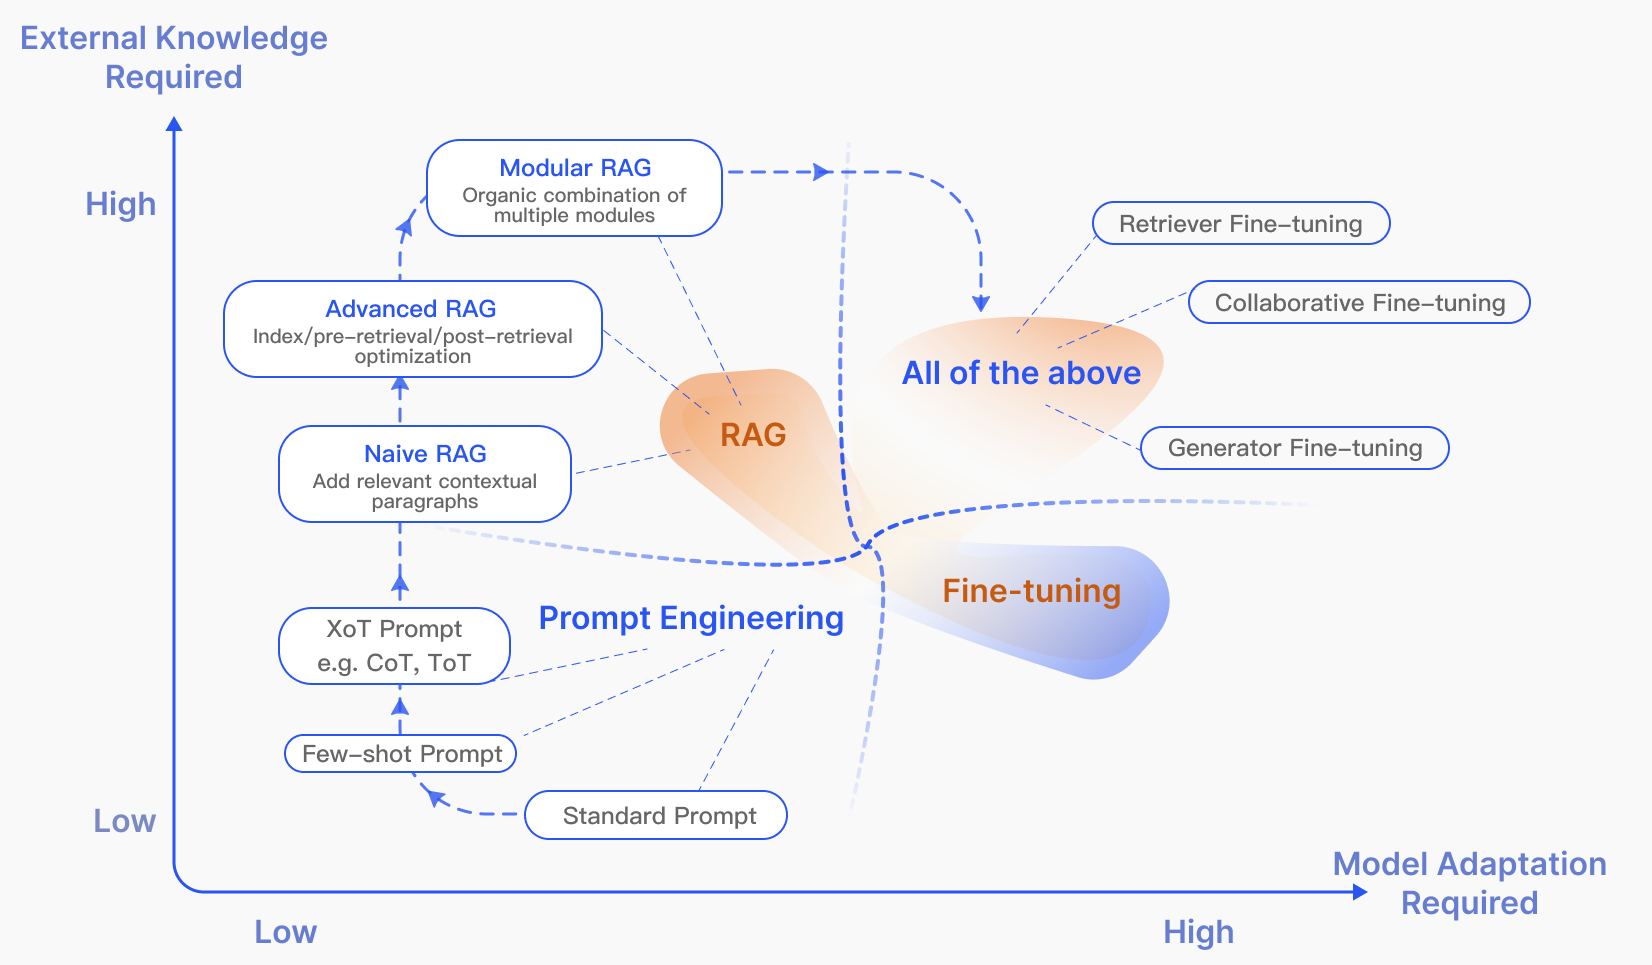 External Knowledge
Required
High
Modular RAG
Organic combination of
multiple modules
Retriever Fine-tuning
Advanced RAG
Index/pre-retrieval/post-retrieval
optimization
Collaborative Fine-tuning
All of the above
RAG
Generator Fine-tuning
Naive RAG
Add relevant contextual
paragraphs
Fine-tuning
Prompt Engineering
XoT Prompt
e.g. CoT, ToT
Few-shot Prompt
Standard Prompt
Low
Model Adaptation
Required
Low
High